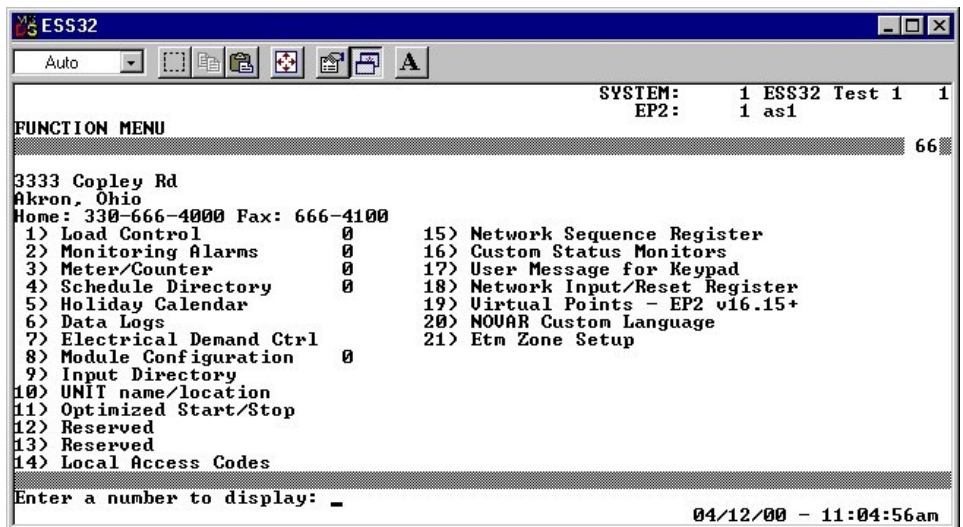 ESS32
Auto
A
SYSTEM: 1 ESS32 Test 1 1
EP2: 1 as1
FUNCTION MENU
66
3333 Copley Rd
Akron, Ohio
Home: 330-666-4000 Fax: 666-4100
1) Load Control 0
2) Monitoring Alarms 0
3) Meter/Counter 0
4) Schedule Directory 0
5) Holiday Calendar
6) Data Logs
7) Electrical Demand Ctrl
8) Module Configuration 0
9) Input Directory
10) UNIT name/location
11) Optimized Start/Stop
12) Reserved
13) Reserved
14) Local Access Codes
15) Network Sequence Register
16) Custom Status Monitors
17) User Message for Keypad
18) Network Input/Reset Register
19) Virtual Points - EP2 v16.15+
20) NOVAR Custom Language
21) Etm Zone Setup
Enter a number to display: _
04/12/00 - 11:04:56am